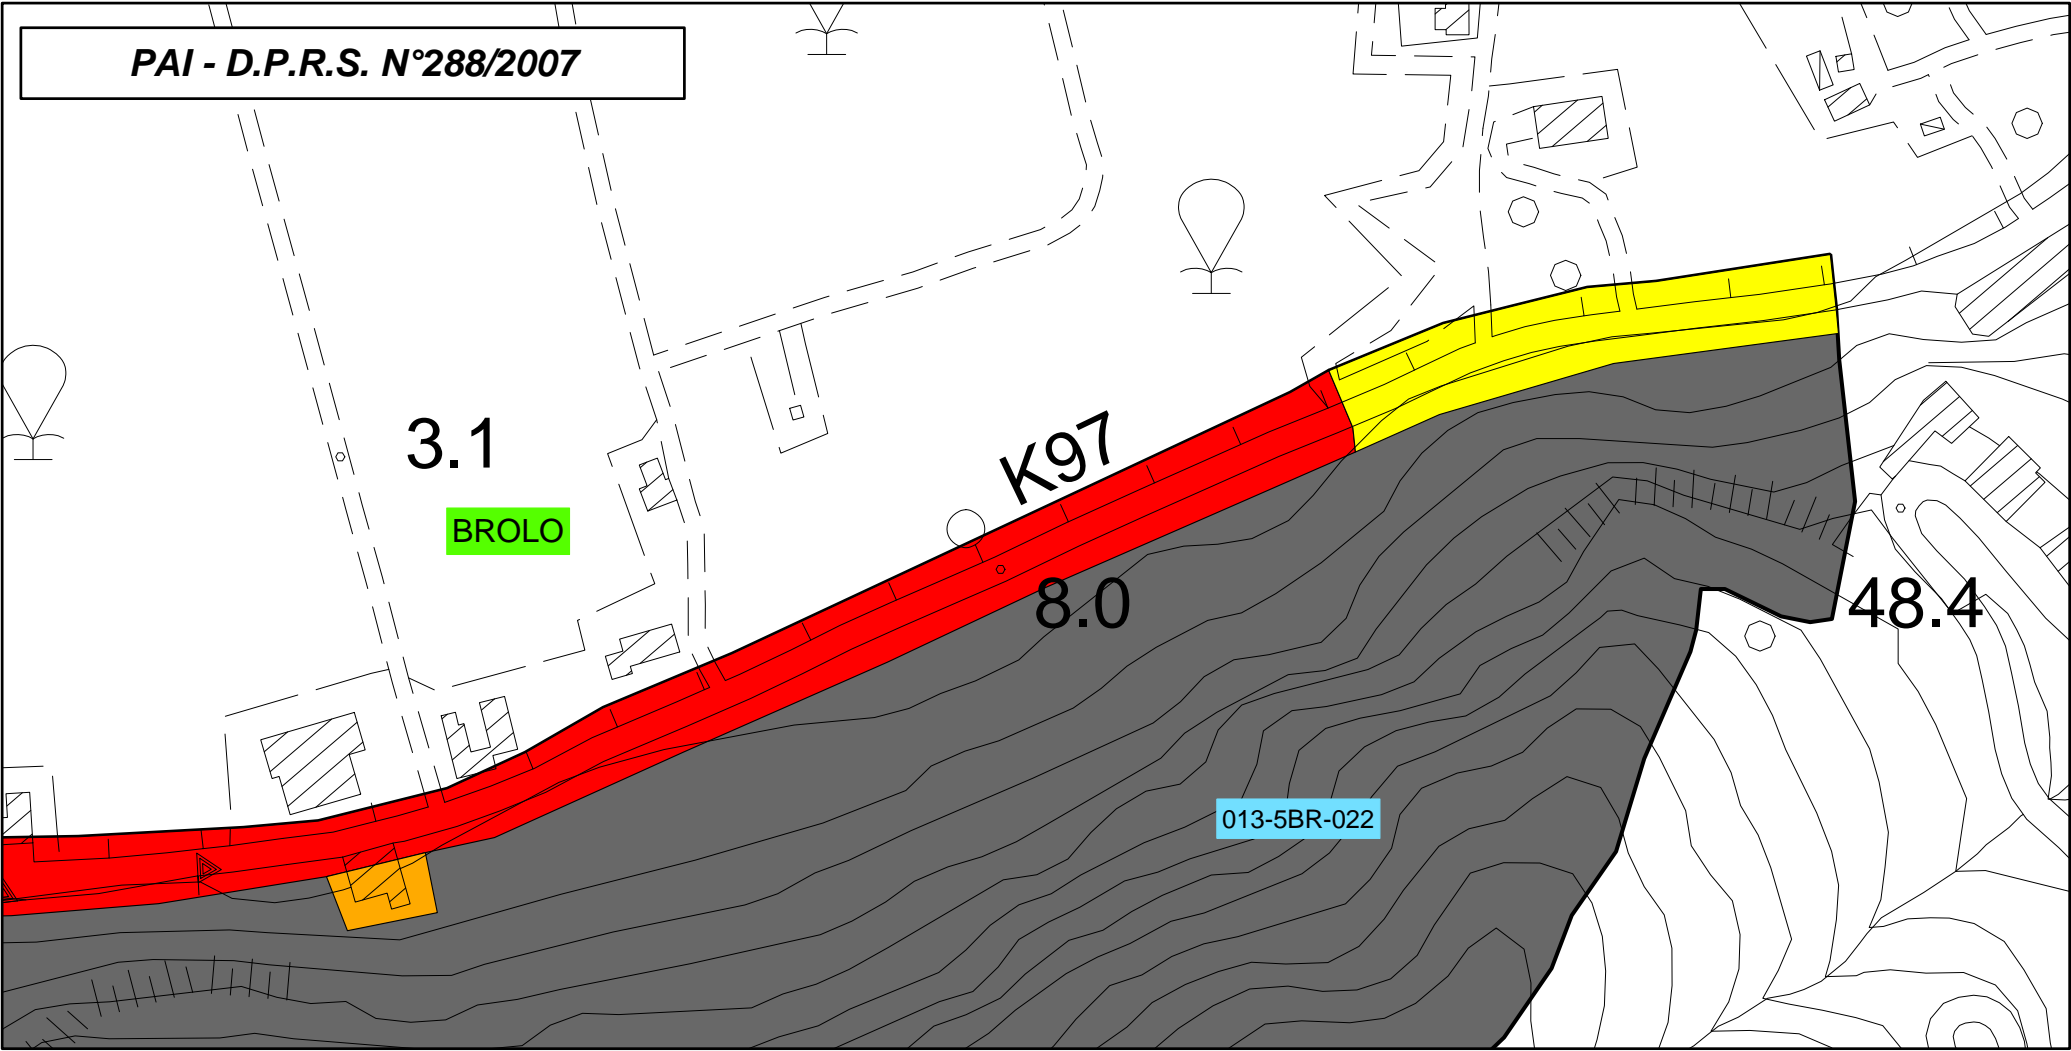 PAI - D.P.R.S. N°288/2007
3.1
K97
BROLO
8.0
48.4
013-5BR-022